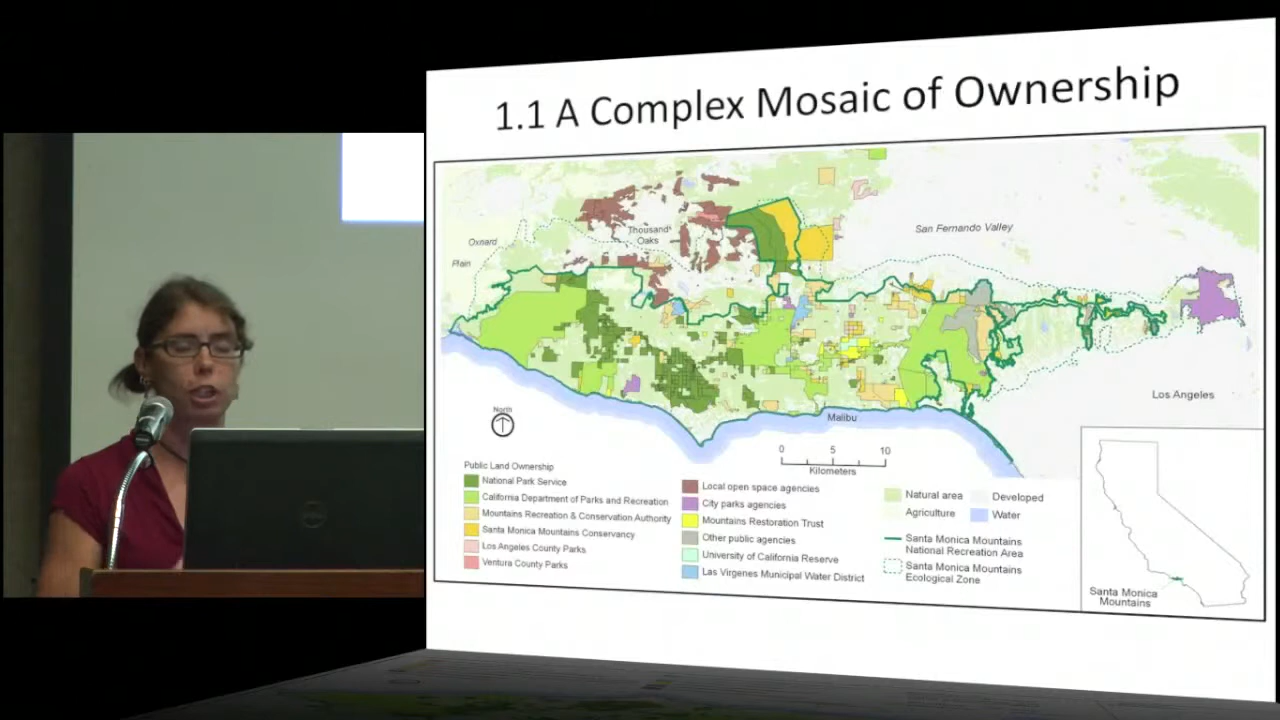 1.1 A Complex Mosaic of Ownership
Oxnard
Plain
Thousand
Oaks
San Fernando Valley
Los Angeles
Malibu
North
0 5 10
Kilometers
Public Land Ownership
National Park Service
California Department of Parks and Recreation
Mountains Recreation & Conservation Authority
Santa Monica Mountains Conservancy
Los Angeles County Parks
Ventura County Parks
Local open space agencies
City parks agencies
Mountains Restoration Trust
Other public agencies
University of California Reserve
Las Virgenes Municipal Water District
Natural area
Agriculture
Developed
Water
Santa Monica Mountains
National Recreation Area
Santa Monica Mountains
Ecological Zone
Santa Monica
Mountains